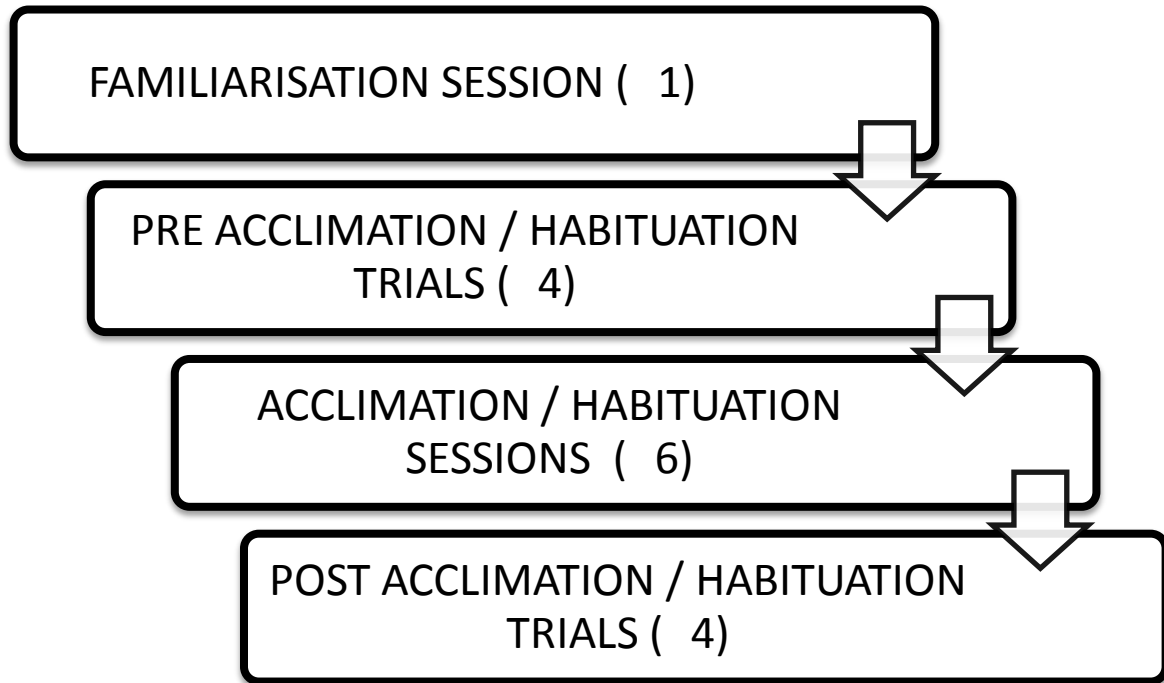 FAMILIARISATION SESSION ( 1)
PRE ACCLIMATION / HABITUATION
TRIALS ( 4)
ACCLIMATION / HABITUATION
SESSIONS ( 6)
POST ACCLIMATION / HABITUATION
TRIALS ( 4)